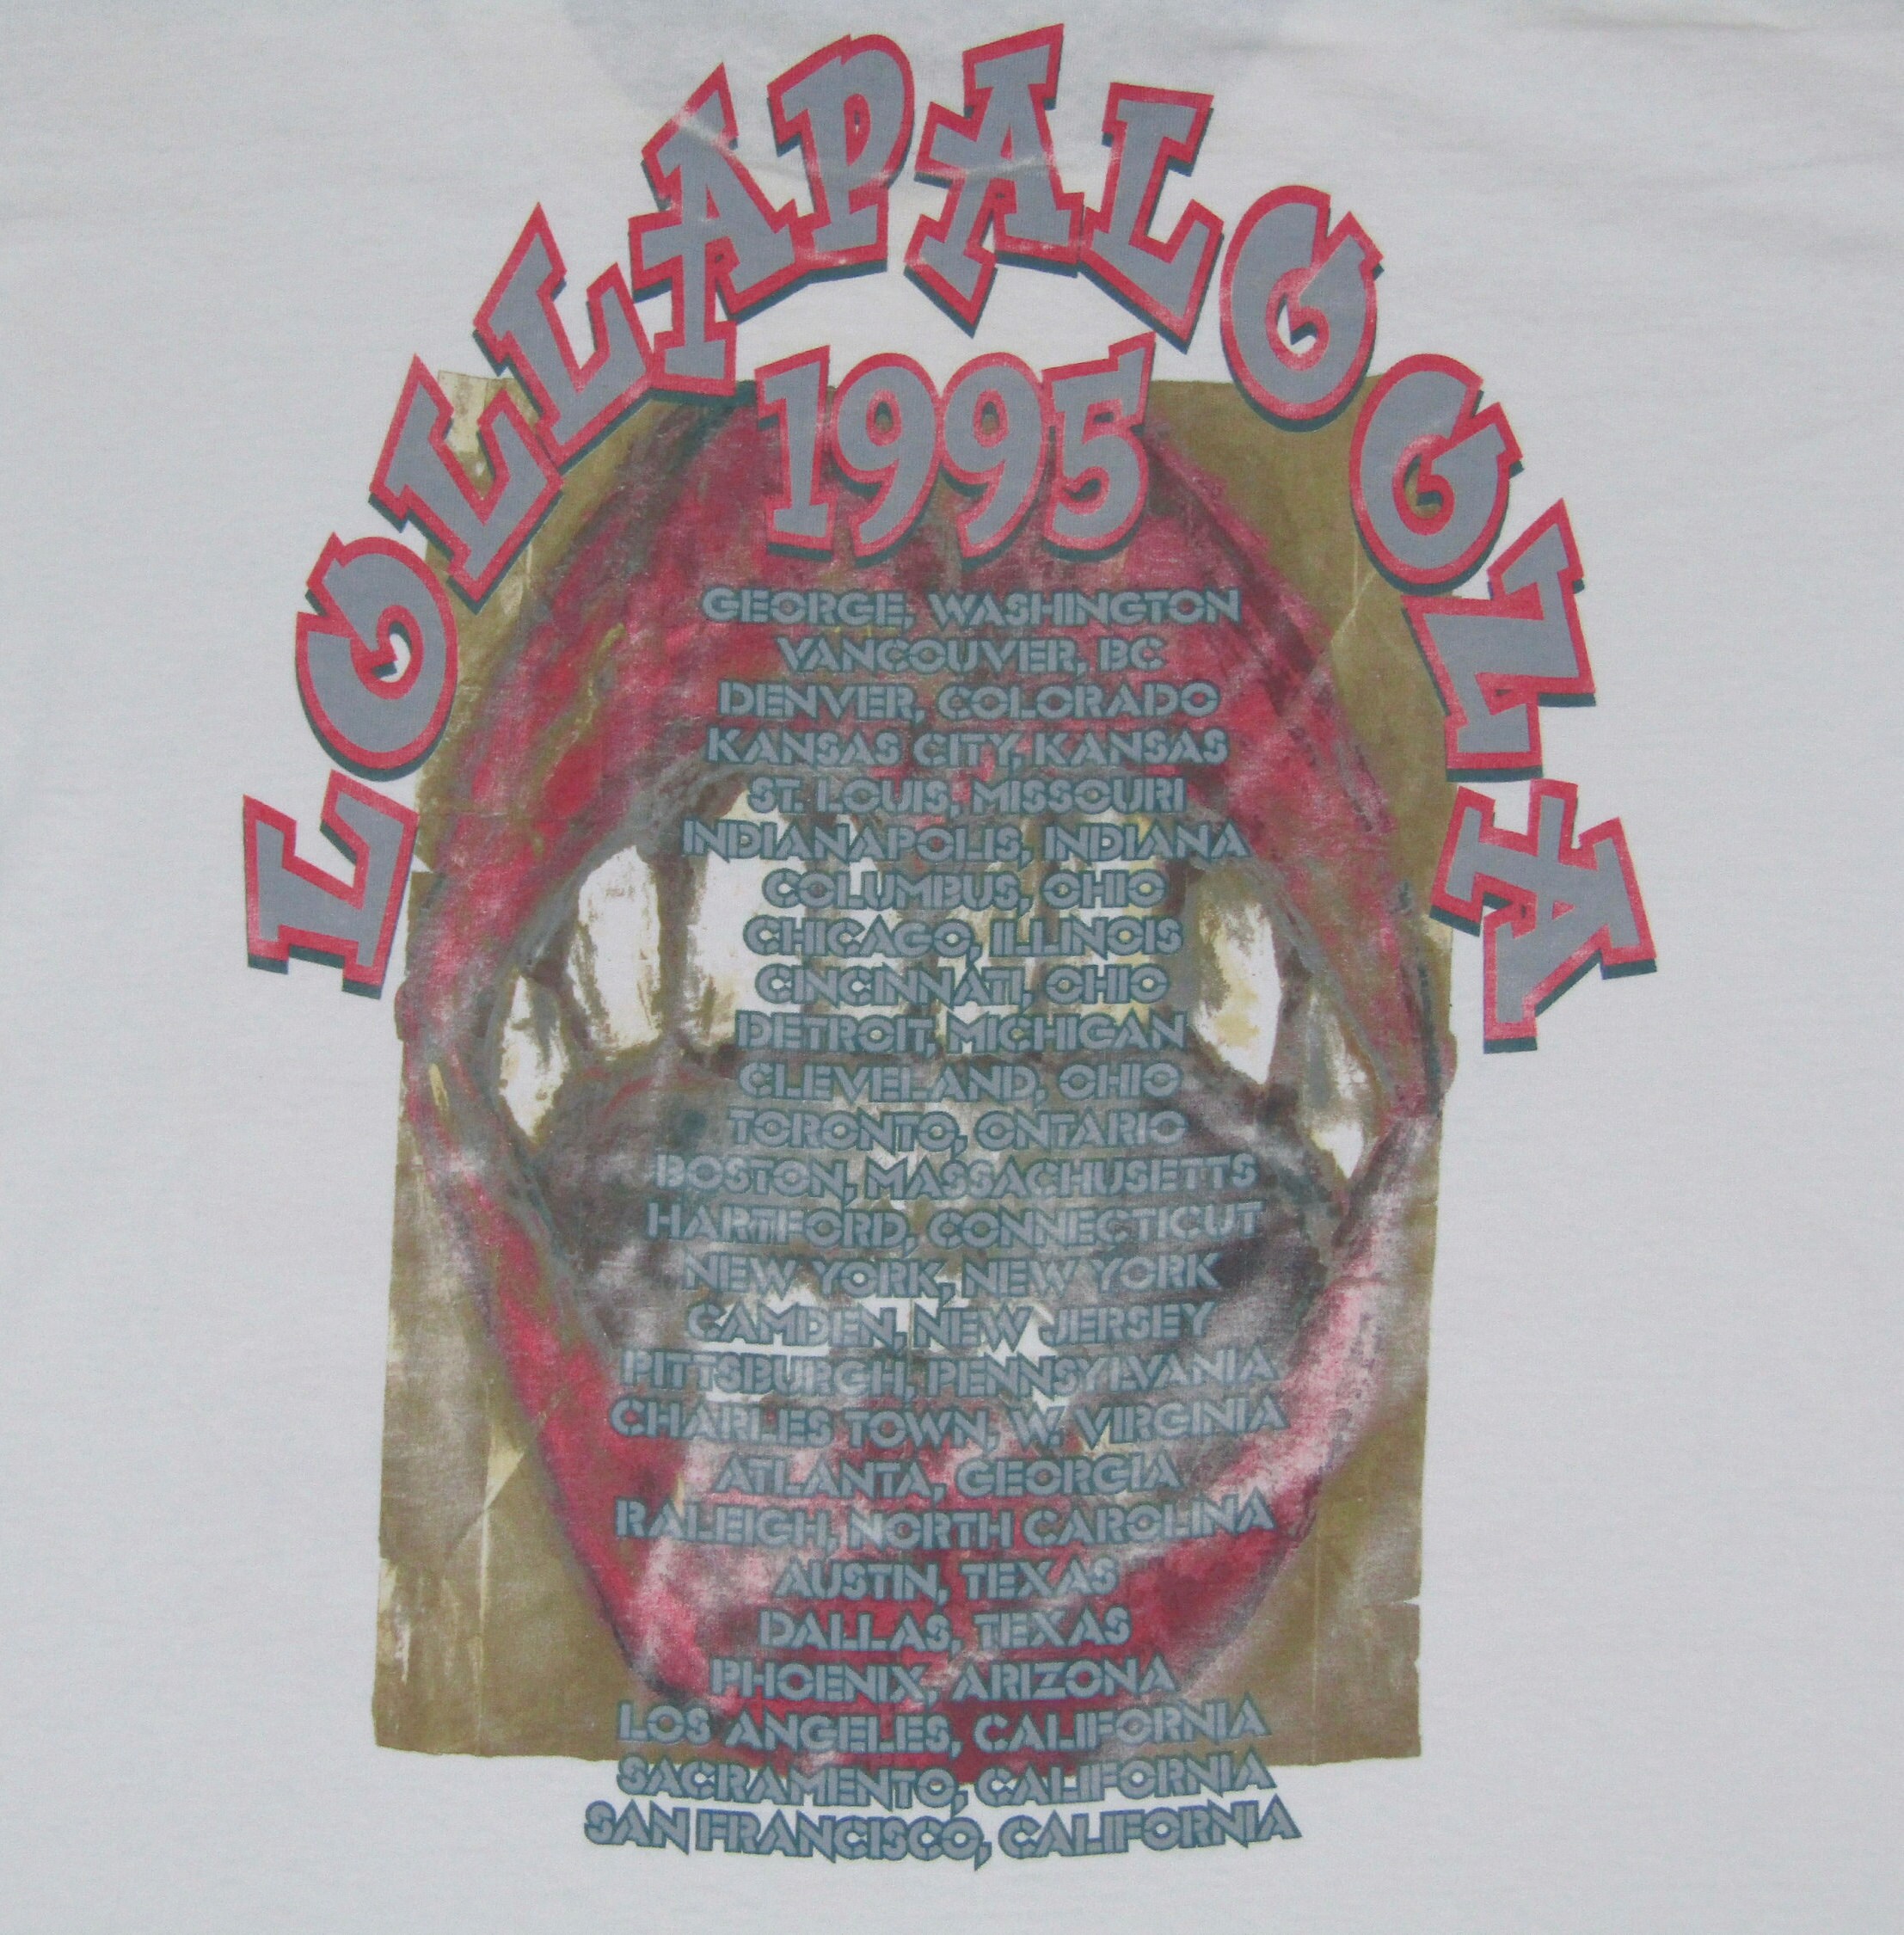 LOLLAPALOOZA
1995
GEORGE, WASHINGTON
VANCOUVER, BC
DENVER, COLORADO
KANSAS CITY, KANSAS
ST. LOUIS, MISSOURI
INDIANAPOLIS, INDIANA
COLUMBUS, OHIO
CHICAGO, ILLINOIS
CINCINNATI, OHIO
DETROIT, MICHIGAN
CLEVELAND, OHIO
TORONTO, ONTARIO
BOSTON, MASSACHUSETTS
HARTFORD, CONNECTICUT
NEW YORK, NEW YORK
CAMDEN, NEW JERSEY
PITTSBURGH, PENNSYLVANIA
CHARLES TOWN, W. VIRGINIA
ATLANTA, GEORGIA
RALEIGH, NORTH CAROLINA
AUSTIN, TEXAS
DALLAS, TEXAS
PHOENIX, ARIZONA
LOS ANGELES, CALIFORNIA
SACRAMENTO, CALIFORNIA
SAN FRANCISCO, CALIFORNIA